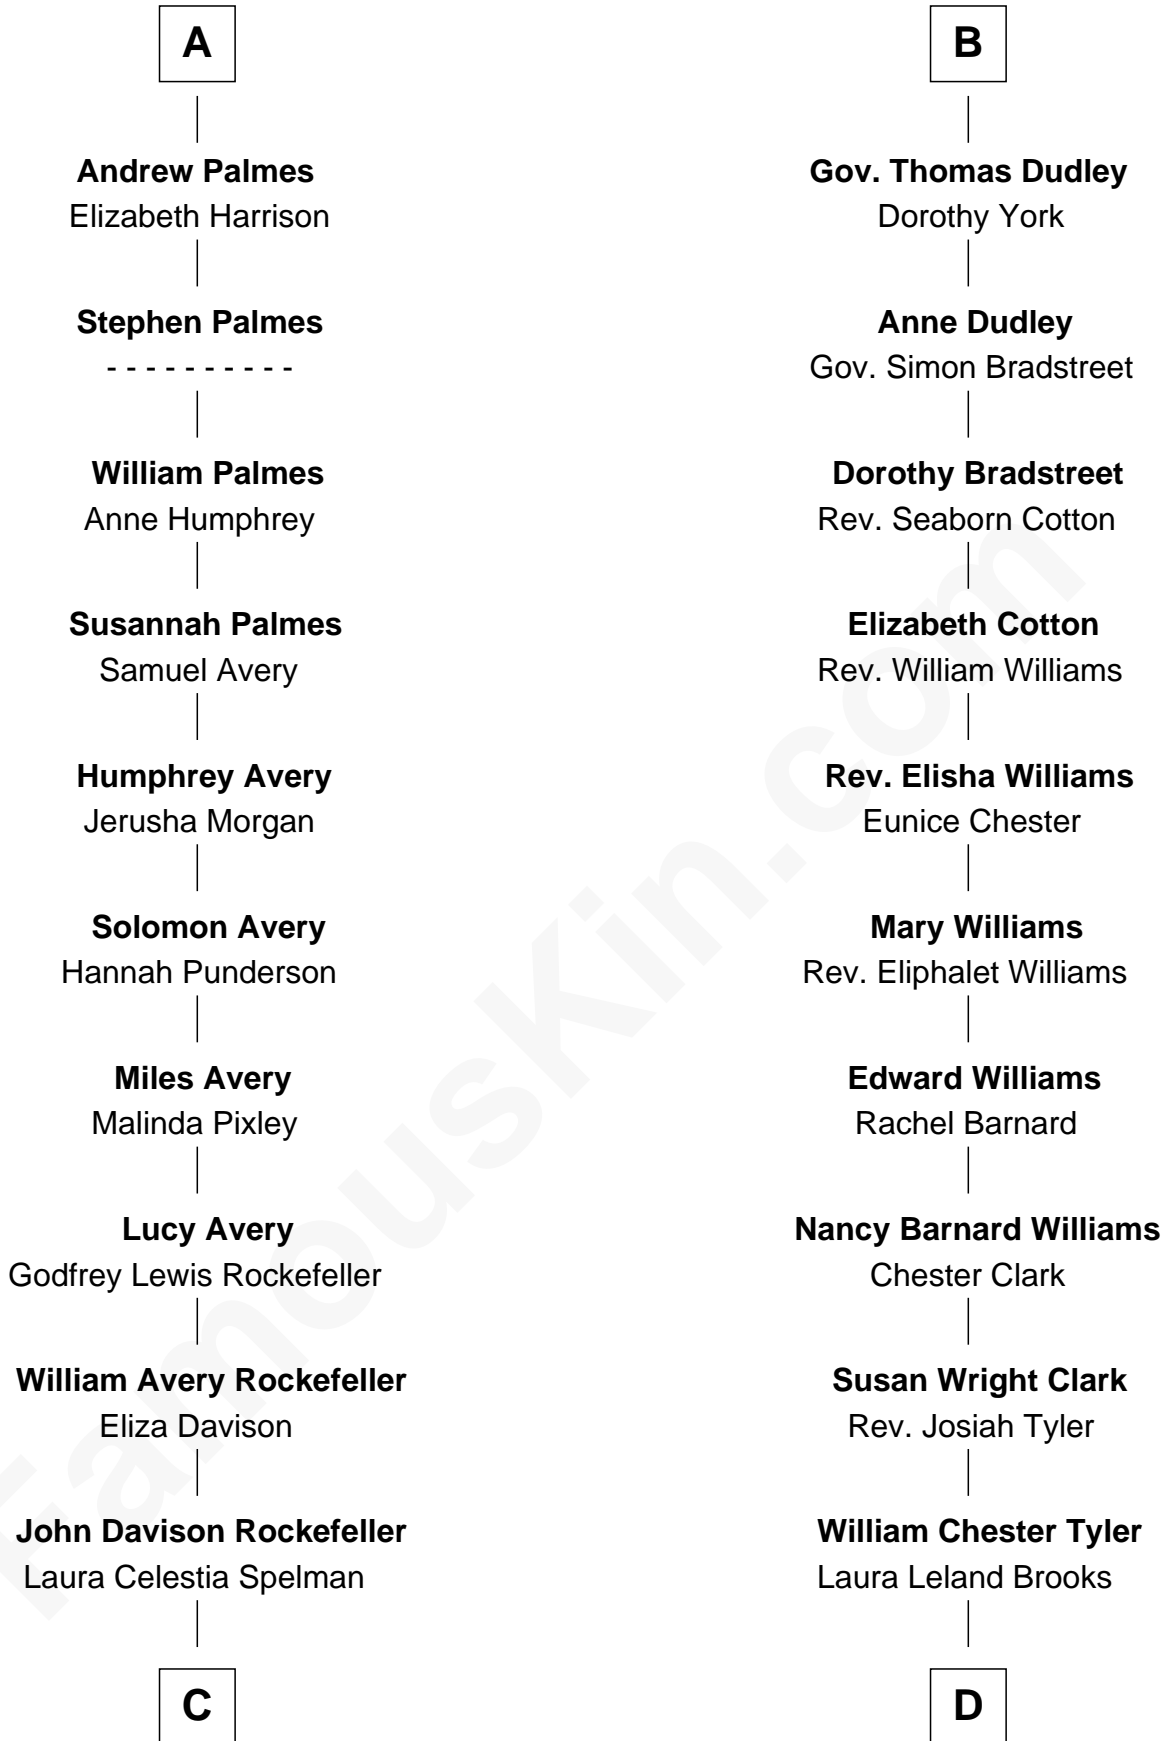 A
Andrew Palmes
Elizabeth Harrison
Stephen Palmes
- - - - - - - - - -
William Palmes
Anne Humphrey
Susannah Palmes
Samuel Avery
Humphrey Avery
Jerusha Morgan
Solomon Avery
Hannah Punderson
Miles Avery
Malinda Pixley
Lucy Avery
Godfrey Lewis Rockefeller
William Avery Rockefeller
Eliza Davison
John Davison Rockefeller
Laura Celestia Spelman
C
B
Gov. Thomas Dudley
Dorothy York
Anne Dudley
Gov. Simon Bradstreet
Dorothy Bradstreet
Rev. Seaborn Cotton
Elizabeth Cotton
Rev. William Williams
Rev. Elisha Williams
Eunice Chester
Mary Williams
Rev. Eliphalet Williams
Edward Williams
Rachel Barnard
Nancy Barnard Williams
Chester Clark
Susan Wright Clark
Rev. Josiah Tyler
William Chester Tyler
Laura Leland Brooks
D
FamousKin.com